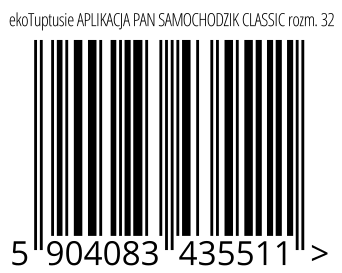 ekoTuptusie APLIKACJA PAN SAMOCHODZIK CLASSIC rozm. 32
5 904083 435511 >